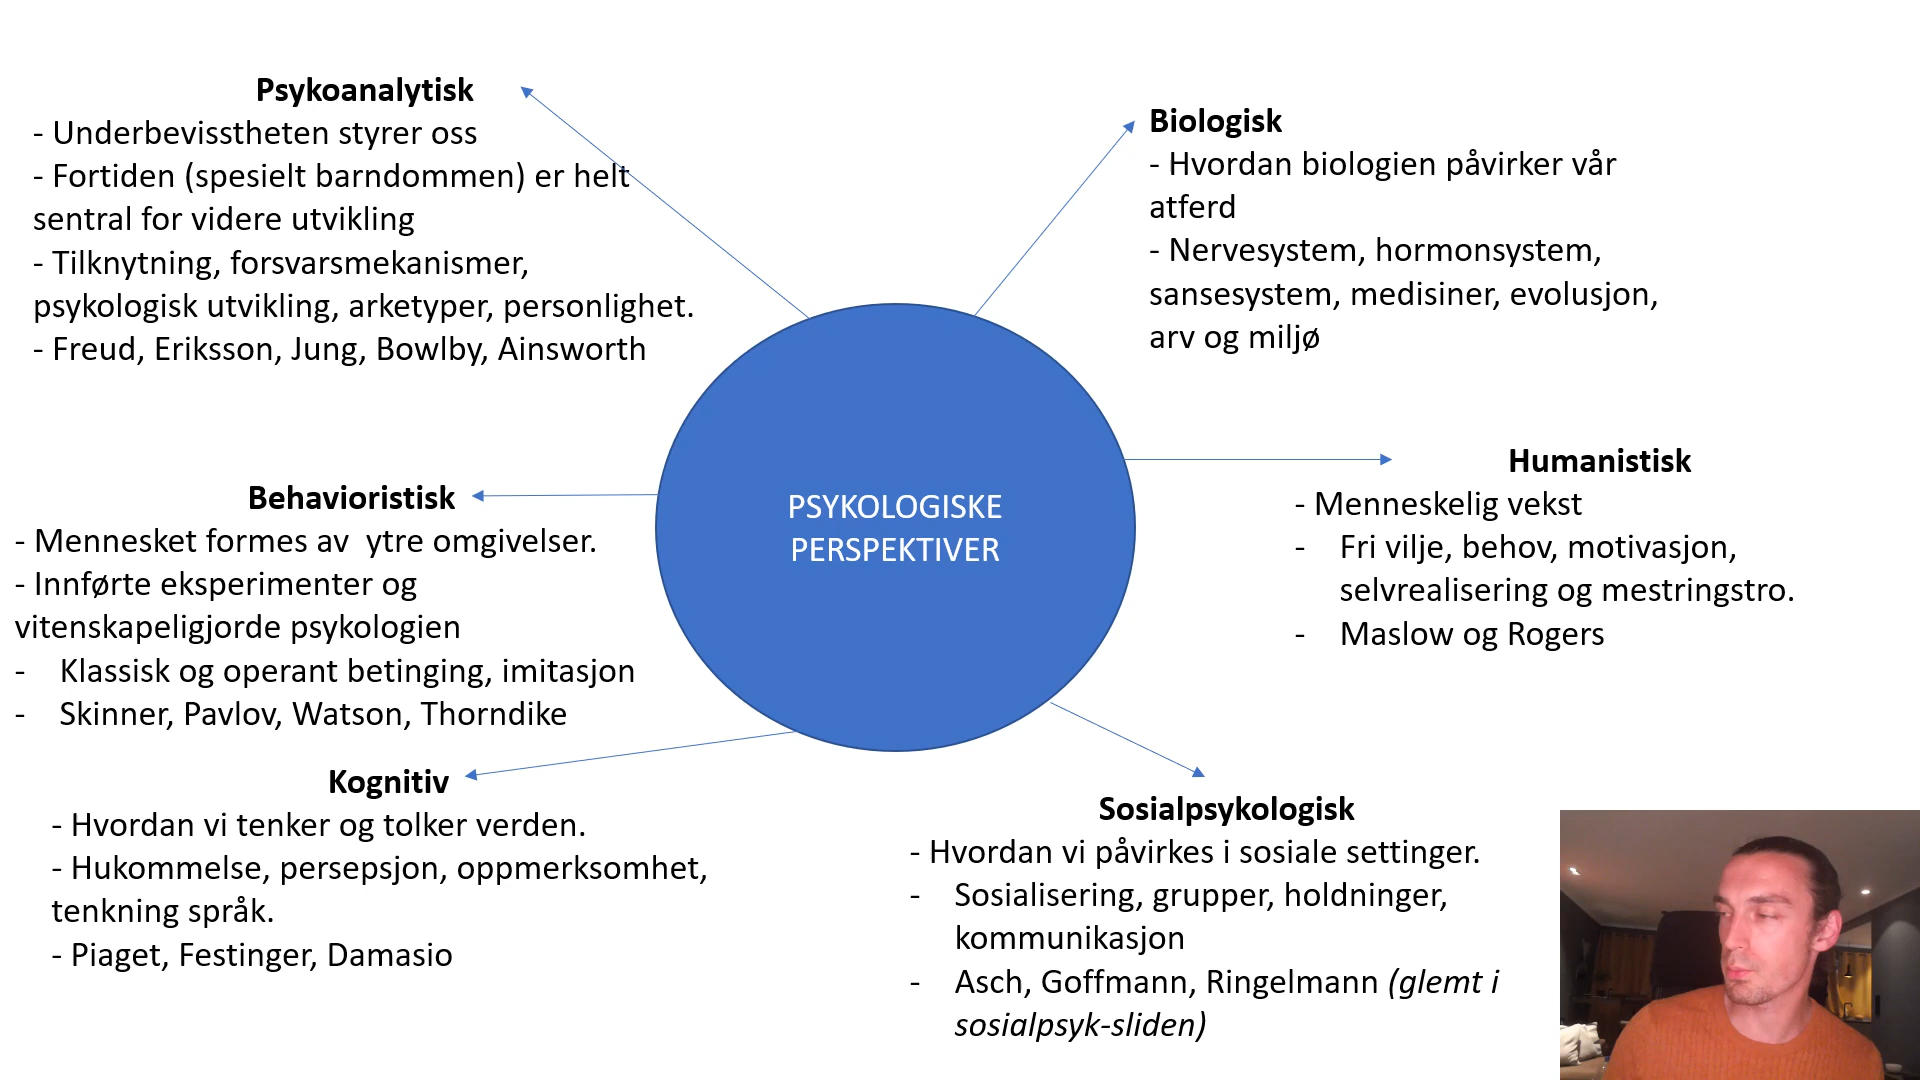 Psykoanalytisk
- Underbevisstheten styrer oss
- Fortiden (spesielt barndommen) er helt
sentral for videre utvikling
- Tilknytning, forsvarsmekanismer,
psykologisk utvikling, arketyper, personlighet.
- Freud, Eriksson, Jung, Bowlby, Ainsworth
Biologisk
- Hvordan biologien påvirker vår
atferd
- Nervesystem, hormonsystem,
sansesystem, medisiner, evolusjon,
arv og miljø
PSYKOLOGISKE
PERSPEKTIVER
Behavioristisk
- Mennesket formes av  ytre omgivelser.
- Innførte eksperimenter og
vitenskapeligjorde psykologien
- Klassisk og operant betinging, imitasjon
- Skinner, Pavlov, Watson, Thorndike
Humanistisk
- Menneskelig vekst
- Fri vilje, behov, motivasjon,
selvrealisering og mestringstro.
- Maslow og Rogers
Kognitiv
- Hvordan vi tenker og tolker verden.
- Hukommelse, persepsjon, oppmerksomhet,
tenkning språk.
- Piaget, Festinger, Damasio
Sosialpsykologisk
- Hvordan vi påvirkes i sosiale settinger.
- Sosialisering, grupper, holdninger,
kommunikasjon
- Asch, Goffmann, Ringelmann (glemt i
sosialpsyk-sliden)